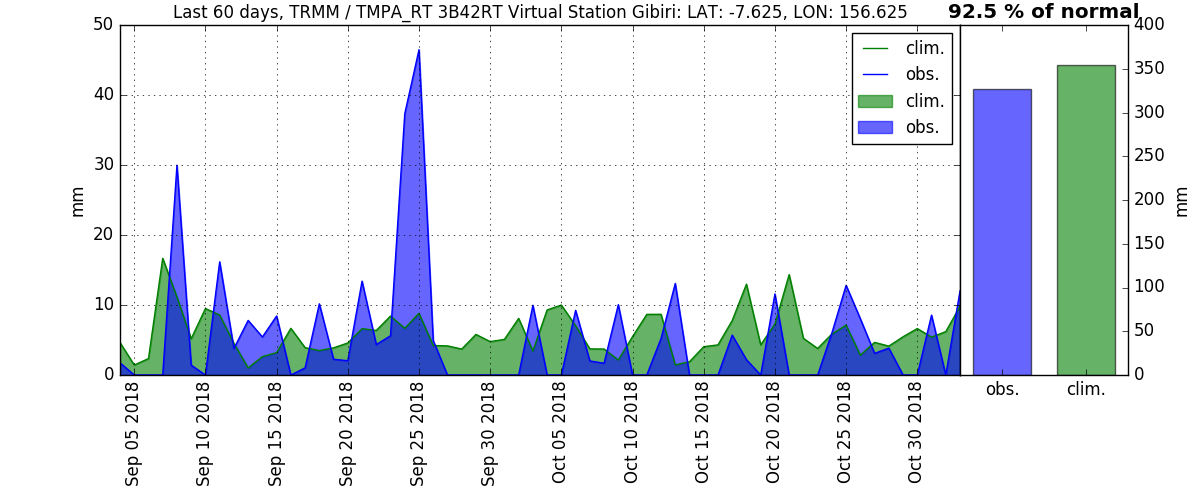 Last 60 days, TRMM / TMPA_RT 3B42RT Virtual Station Gibiri: LAT: -7.625, LON: 156.625
92.5 % of normal
50
40
30
20
10
0
mm
clim.
obs.
clim.
obs.
400
350
300
250
200
150
100
50
0
mm
Sep 05 2018
Sep 10 2018
Sep 15 2018
Sep 20 2018
Sep 25 2018
Sep 30 2018
Oct 05 2018
Oct 10 2018
Oct 15 2018
Oct 20 2018
Oct 25 2018
Oct 30 2018
obs.
clim.